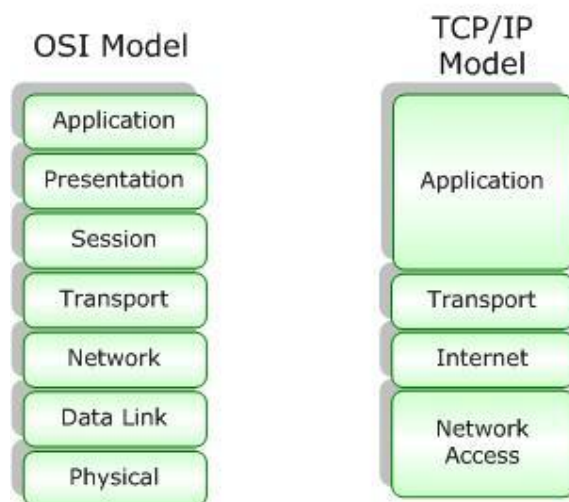 OSI Model
Application
Presentation
Session
Transport
Network
Data Link
Physical
TCP/IP
Model
Application
Transport
Internet
Network
Access